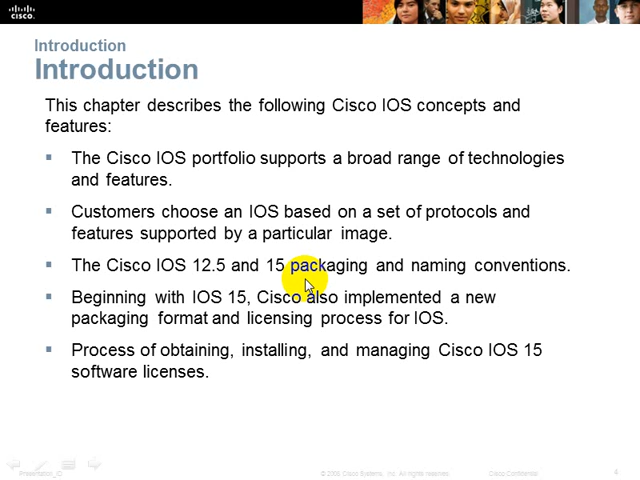 CISCO
Introduction
Introduction
This chapter describes the following Cisco IOS concepts and
features:
▪ The Cisco IOS portfolio supports a broad range of technologies
and features.
▪ Customers choose an IOS based on a set of protocols and
features supported by a particular image.
▪ The Cisco IOS 12.5 and 15 packaging and naming conventions.
▪ Beginning with IOS 15, Cisco also implemented a new
packaging format and licensing process for IOS.
▪ Process of obtaining, installing, and managing Cisco IOS 15
software licenses.
Presentation_ID © 2008 Cisco Systems, Inc. All rights reserved. Cisco Confidential 4